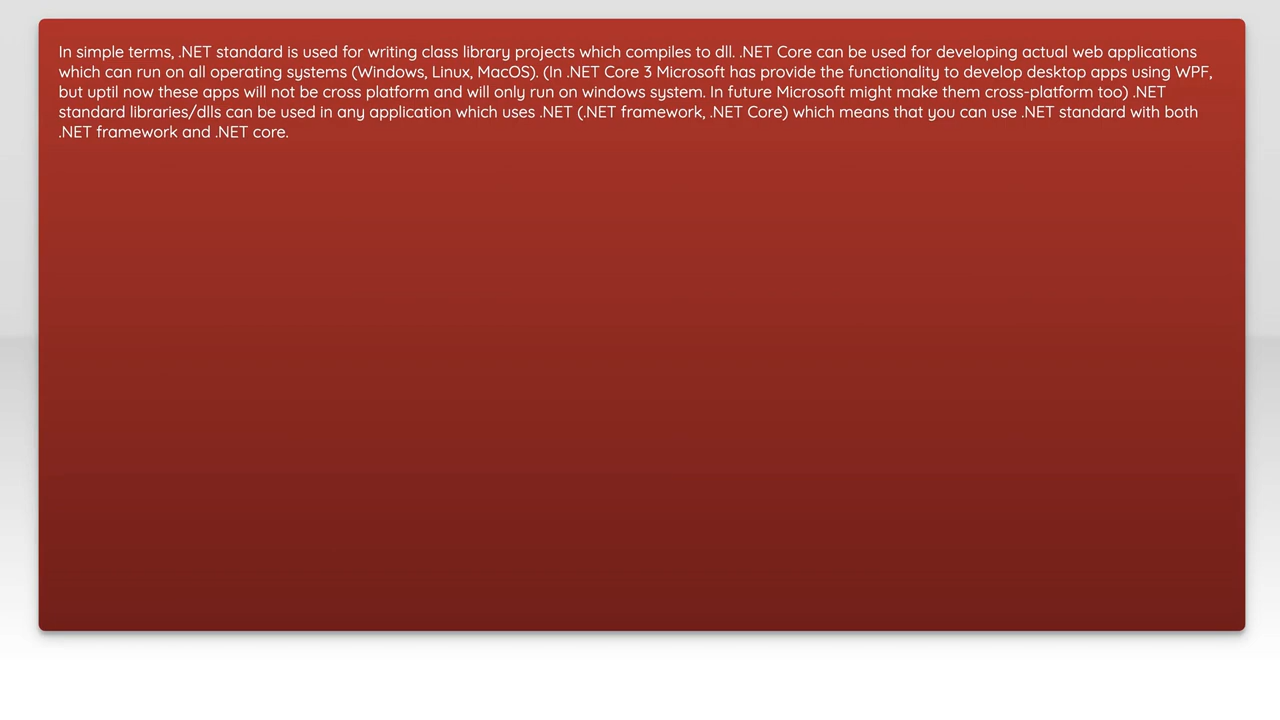 In simple terms, .NET standard is used for writing class library projects which compiles to dll. .NET Core can be used for developing actual web applications
which can run on all operating systems (Windows, Linux, MacOS). (In .NET Core 3 Microsoft has provide the functionality to develop desktop apps using WPF,
but uptil now these apps will not be cross platform and will only run on windows system. In future Microsoft might make them cross-platform too) .NET
standard libraries/dlls can be used in any application which uses .NET (.NET framework, .NET Core) which means that you can use .NET standard with both
.NET framework and .NET core.